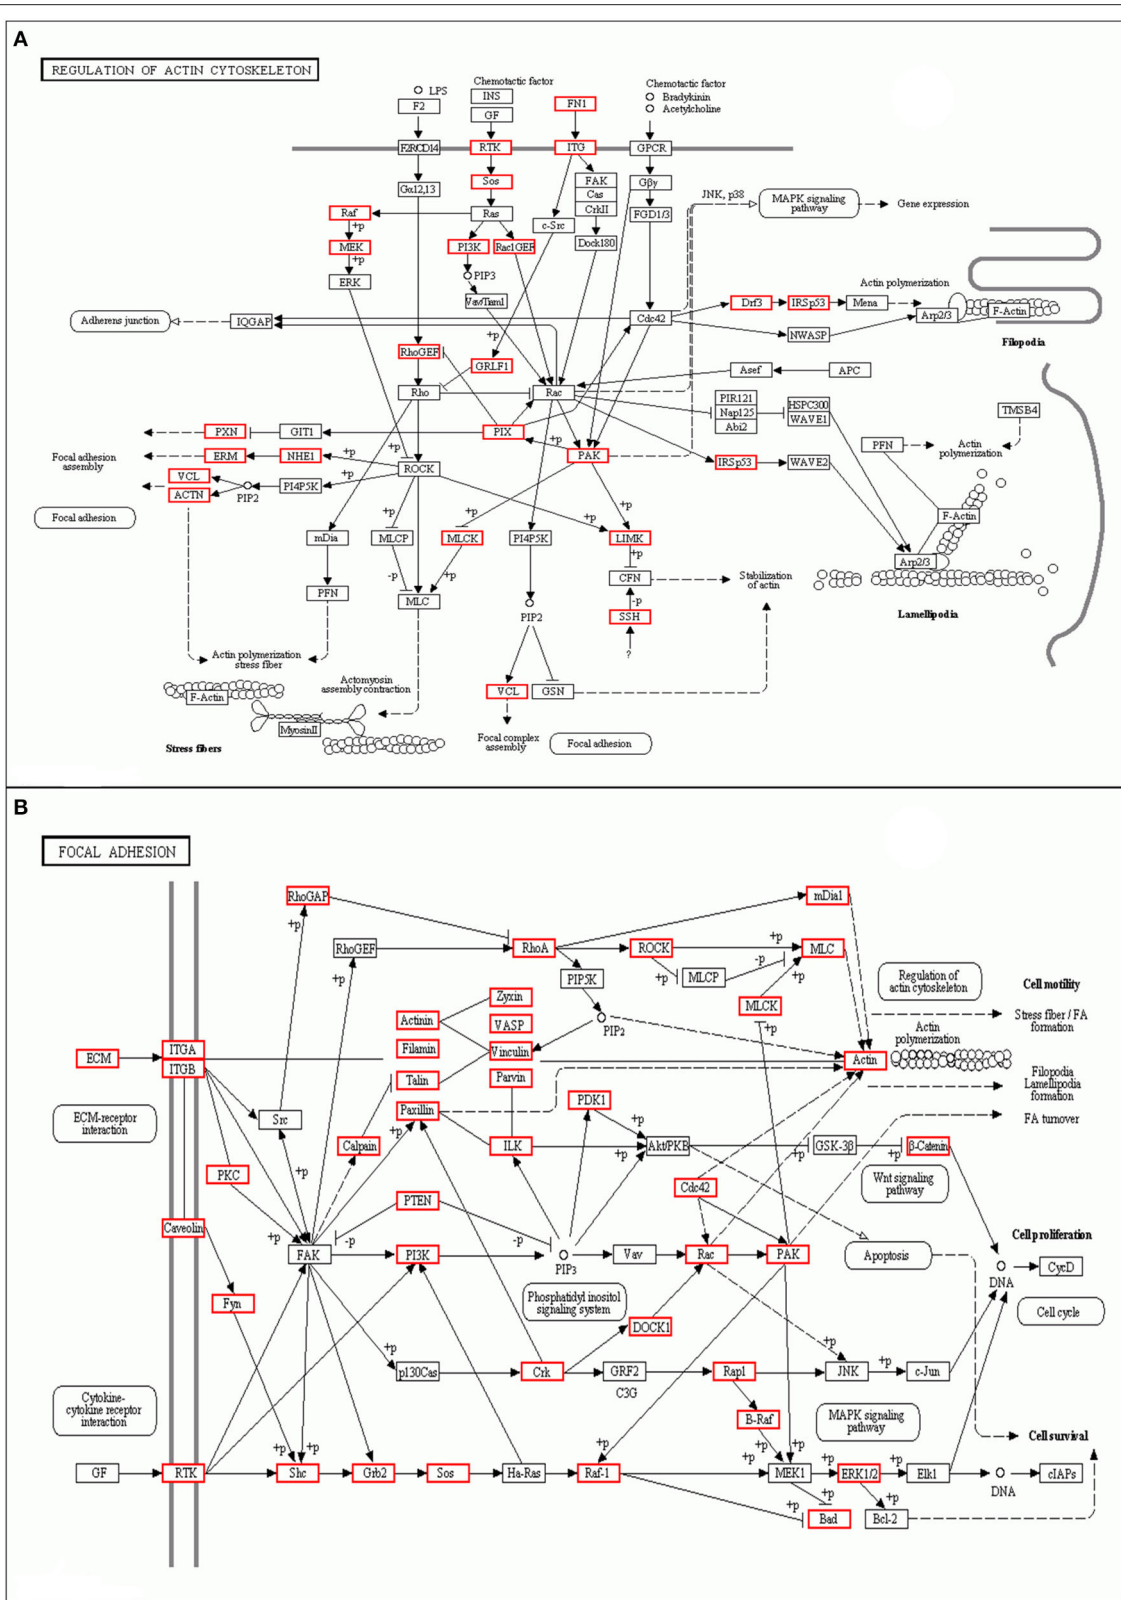 A
REGULATION OF ACTIN CYTOSKELETON
LPS
F2
Chemotactic factor
INS
GF
FN1
Chemotactic factor
Bradykinin
Acetylcholine
F2R
CD14
RTK
ITG
GPCR
Gα12,13
Sos
FAK
Cas
CrkII
Gβγ
JNK, p38
MAPK signaling
pathway
Gene expression
Raf
+p
Ras
c-Src
FGD1/3
MEK
+p
PI3K
Rac1GEF
Dock180
ERK
PIP3
Vav/Tiam1
Actin polymerization
Drf3
IRSp53
Mena
Arp2/3
F-Actin
Adherens junction
IQGAP
Cdc42
NWASP
Filopodia
+p
RhoGEF
GRLF1
Asef
APC
Rho
Rac
PIR121
Nap125
Abi2
HSPC300
WAVE1
TMSB4
PXN
GIT1
PIX
+p
PFN
Actin
polymerization
Focal adhesion
assembly
ERM
NHE1
+p
+p
ROCK
PAK
IRSp53
WAVE2
VCL
ACTN
PIP2
PI4P5K
+p
Focal adhesion
+p
+p
+p
+p
F-Actin
mDia
MLCP
MLCK
PI4P5K
LIMK
+p
Arp2/3
-p
+p
CFN
Stabilization
of actin
PFN
MLC
-p
PIP2
SSH
Lamellipodia
?
Actin polymerization
stress fiber
Actomyosin
assembly contraction
VCL
GSN
F-Actin
MyosinII
Stress fibers
Focal complex
assembly
Focal adhesion
B
FOCAL ADHESION
RhoGAP
mDia1
+p
RhoGEF
RhoA
ROCK
+p
MLC
-p
+p
PIP5K
+p
MLCP
+p
Regulation of
actin cytoskeleton
Cell motility
Zyxin
MLCK
Stress fiber / FA
formation
Actinin
VASP
PIP2
+p
Actin
polymerization
ECM
ITGA
ITGB
Filamin
Vinculin
Actin
Talin
Parvin
Filopodia
Lamellipodia
formation
ECM-receptor
interaction
Src
Paxillin
PDK1
FA turnover
+p
+p
Calpain
ILK
+p
Akt/PKB
GSK-3β
+p
β-Catenin
PKC
+p
Wnt signaling
pathway
PTEN
Cdc42
Caveolin
+p
-p
-p
Cell proliferation
FAK
PI3K
PIP3
Vav
Rac
PAK
Apoptosis
DNA
CycD
Fyn
Phosphatidyl inositol
signaling system
Cell cycle
DOCK1
+p
+p
p130Cas
Crk
GRF2
C3G
Rap1
JNK
+p
c-Jun
Cytokine-
cytokine receptor
interaction
B-Raf
MAPK signaling
pathway
Cell survival
+p
+p
+p
+p
+p
GF
RTK
Shc
Grb2
Sos
Ha-Ras
Raf-1
MEK1
+p
ERK1/2
+p
Elk1
DNA
cIAPs
+p
+p
+p
Bad
Bcl-2